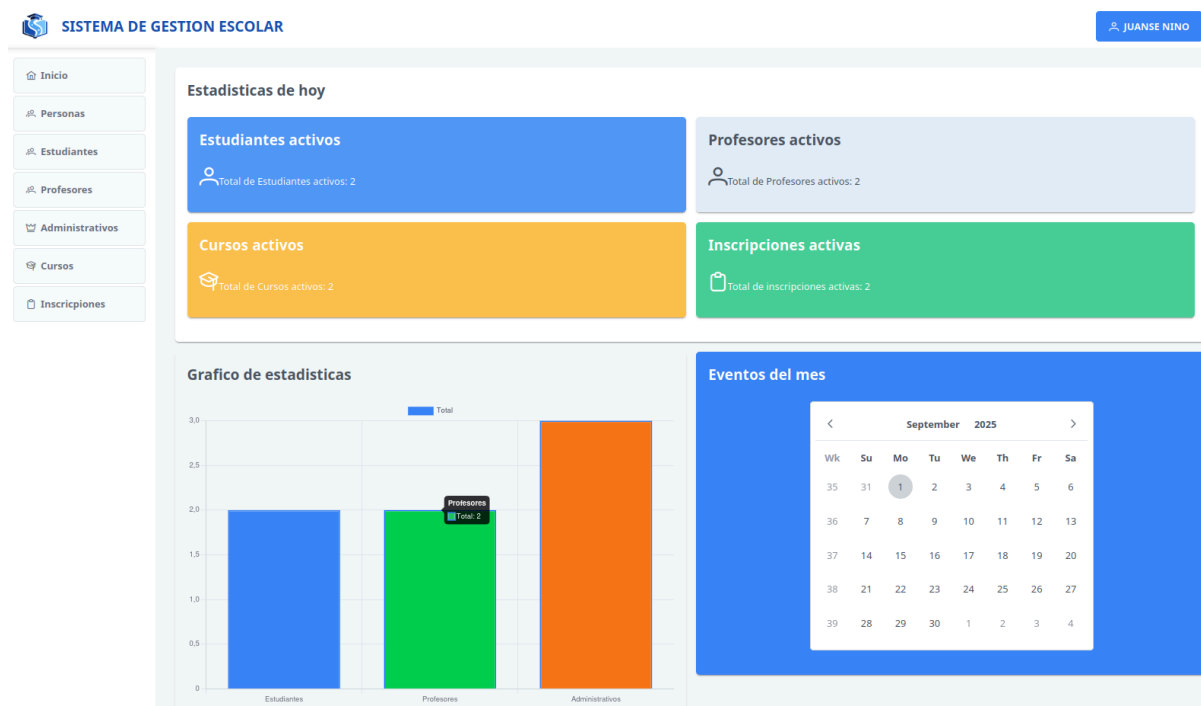 SISTEMA DE GESTION ESCOLAR
JUANSE NINO
Inicio
Personas
Estudiantes
Profesores
Administrativos
Cursos
Inscricpiones
Estadisticas de hoy
Estudiantes activos
Total de Estudiantes activos: 2
Profesores activos
Total de Profesores activos: 2
Cursos activos
Total de Cursos activos: 2
Inscripciones activas
Total de inscripciones activas: 2
Grafico de estadisticas
Total
3,0
2,5
2,0
1,5
1,0
0,5
0
Profesores
Total: 2
Estudiantes Profesores Administrativos
Eventos del mes
September 2025
Wk Su Mo Tu We Th Fr Sa
35 31 1 2 3 4 5 6
36 7 8 9 10 11 12 13
37 14 15 16 17 18 19 20
38 21 22 23 24 25 26 27
39 28 29 30 1 2 3 4